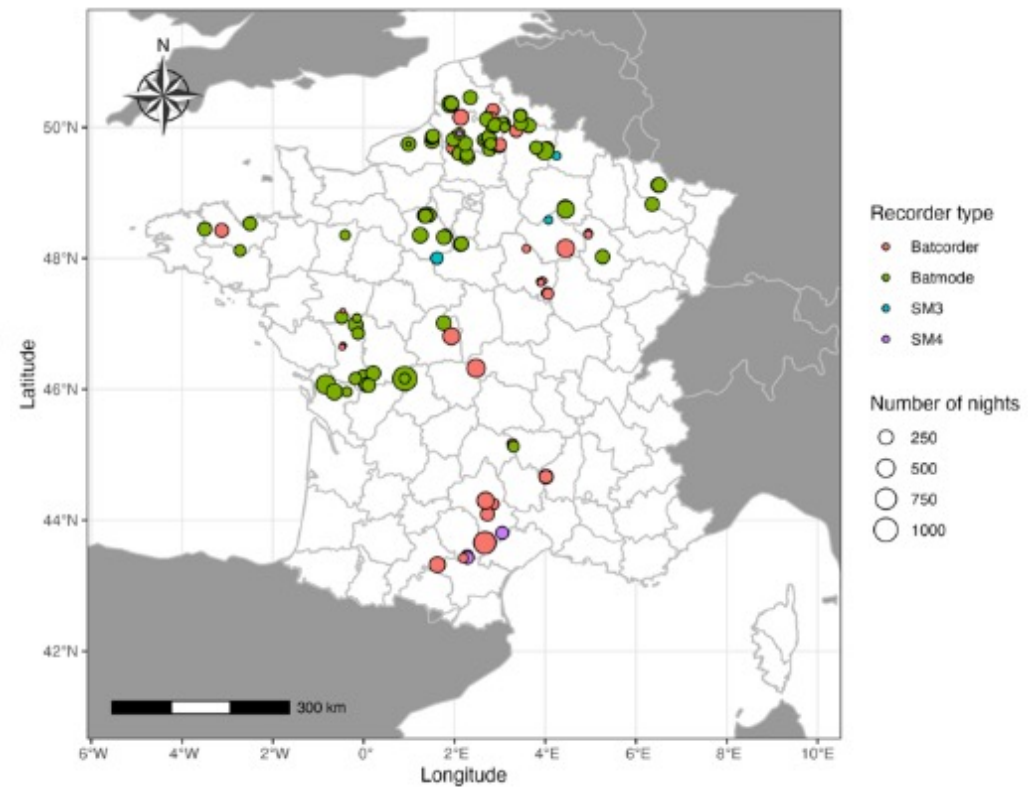 N
50°N
48°N
46°N
44°N
42°N
Latitude
300 km
6°W 4°W 2°W 0° 2°E 4°E 6°E 8°E 10°E
Longitude
Recorder type
Batcorder
Batmode
SM3
SM4
Number of nights
250
500
750
1000